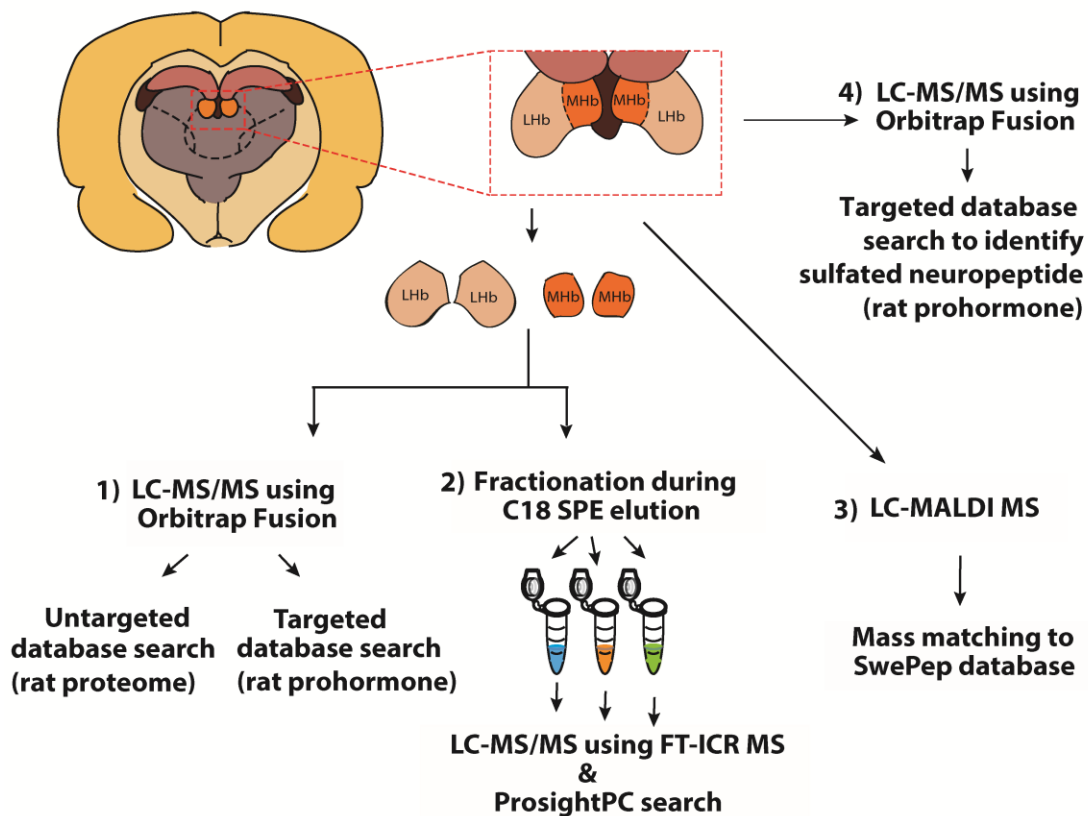 LHb
MHb
MHb
LHb
4) LC-MS/MS using
Orbitrap Fusion
Targeted database
search to identify
sulfated neuropeptide
(rat prohormone)
LHb
LHb
MHb
MHb
1) LC-MS/MS using
Orbitrap Fusion
Untargeted
database search
(rat proteome)
Targeted
database search
(rat prohormone)
2) Fractionation during
C18 SPE elution
LC-MS/MS using FT-ICR MS
&
ProsightPC search
3) LC-MALDI MS
Mass matching to
SwePep database